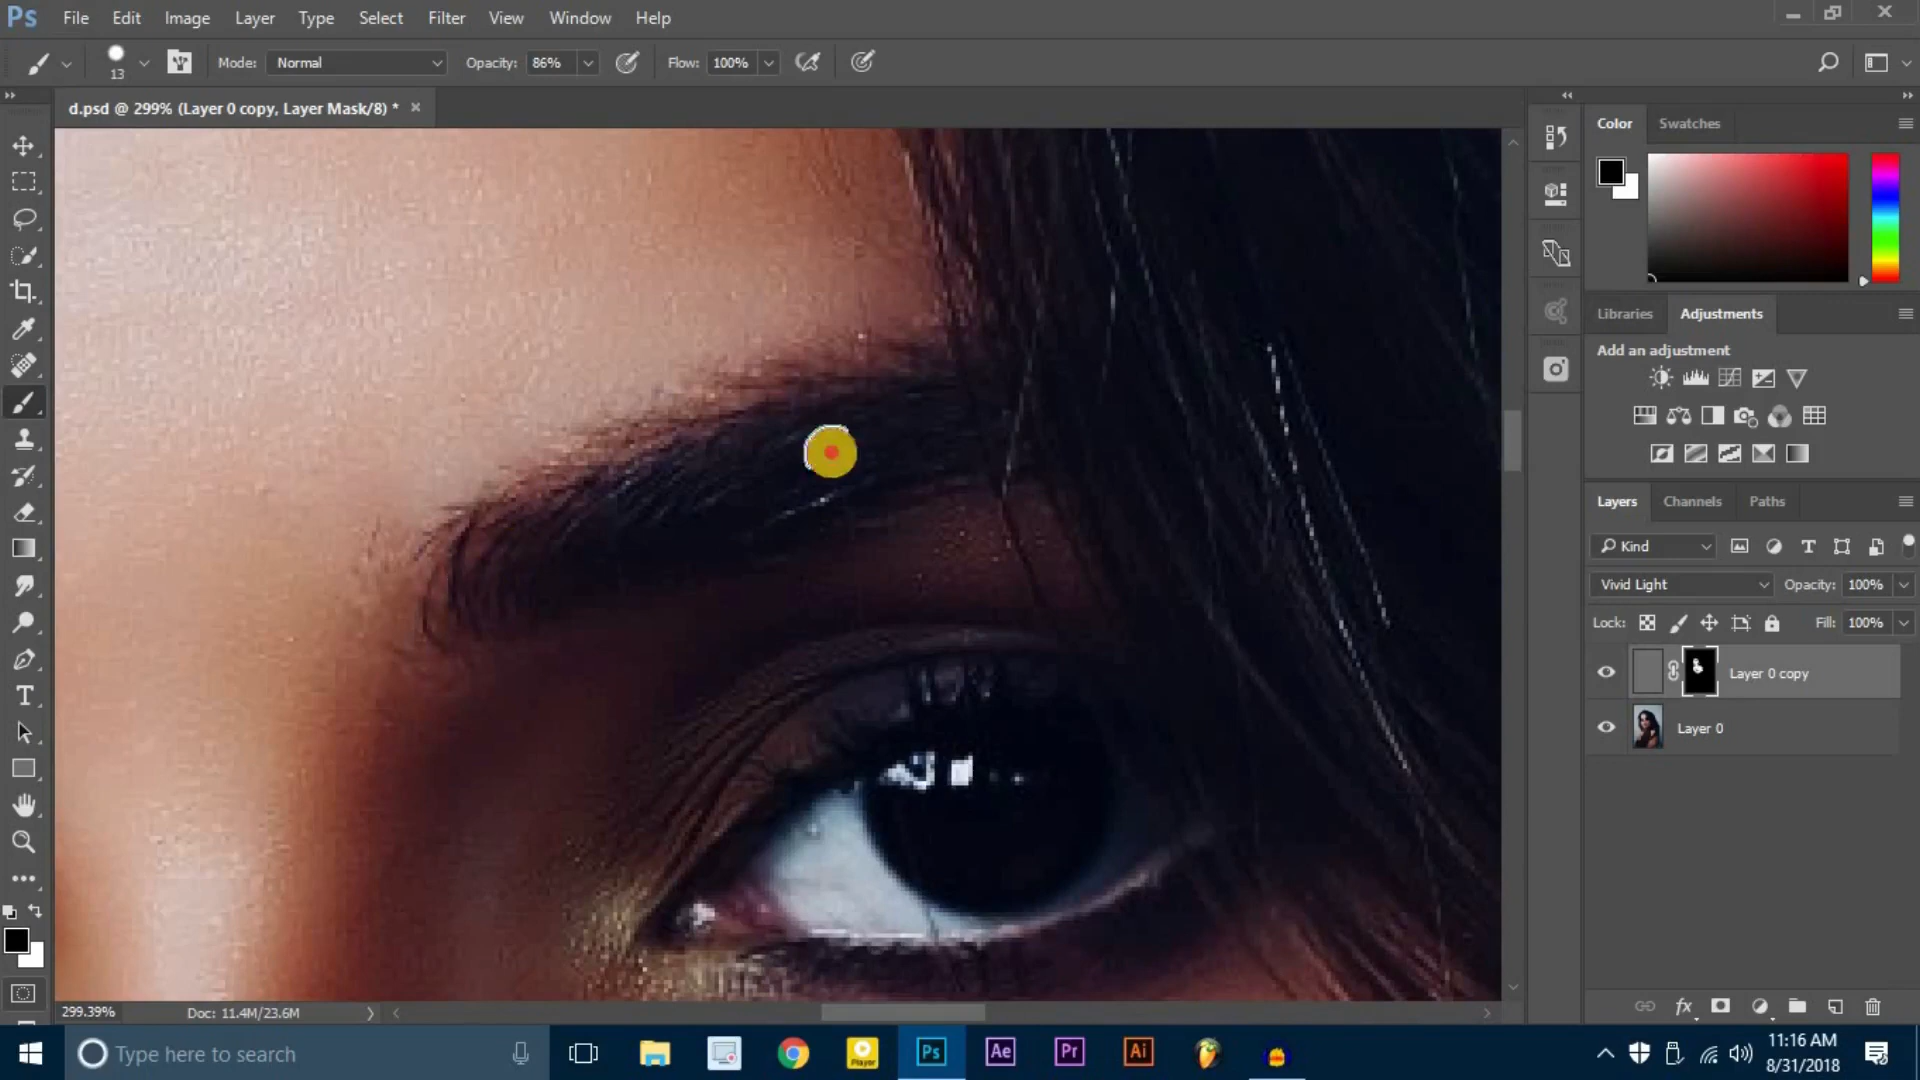 Ps File Edit Image Layer Type Select Filter View Window Help
13 Mode: Normal Opacity: 86% Flow: 100%
d.psd @ 299% (Layer 0 copy, Layer Mask/8) *
Color Swatches
Libraries Adjustments
Add an adjustment
Layers Channels Paths
Kind
Vivid Light Opacity: 100%
Lock: Fill: 100%
Layer 0 copy
Layer 0
fx
299.39% Doc: 11.4M/23.6M
Type here to search
Player Ps Ae Pr Ai
11:16 AM
8/31/2018